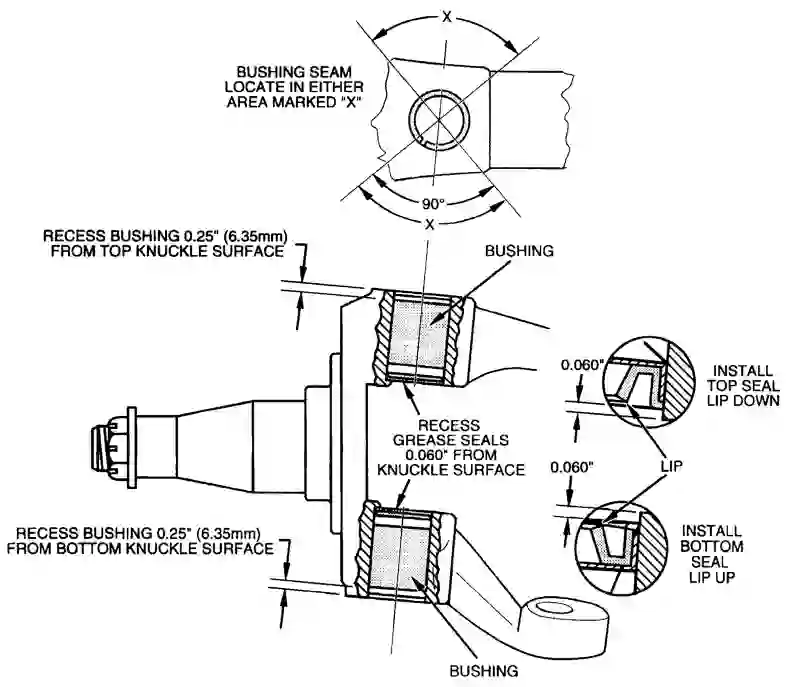 X
BUSHING SEAM
LOCATE IN EITHER
AREA MARKED "X"
90°
X
RECESS BUSHING 0.25" (6.35mm)
FROM TOP KNUCKLE SURFACE
BUSHING
0.060"
INSTALL
TOP SEAL
LIP DOWN
RECESS
GREASE SEALS
0.060" FROM
KNUCKLE SURFACE
0.060"
LIP
RECESS BUSHING 0.25" (6.35mm)
FROM BOTTOM KNUCKLE SURFACE
INSTALL
BOTTOM
SEAL
LIP UP
BUSHING